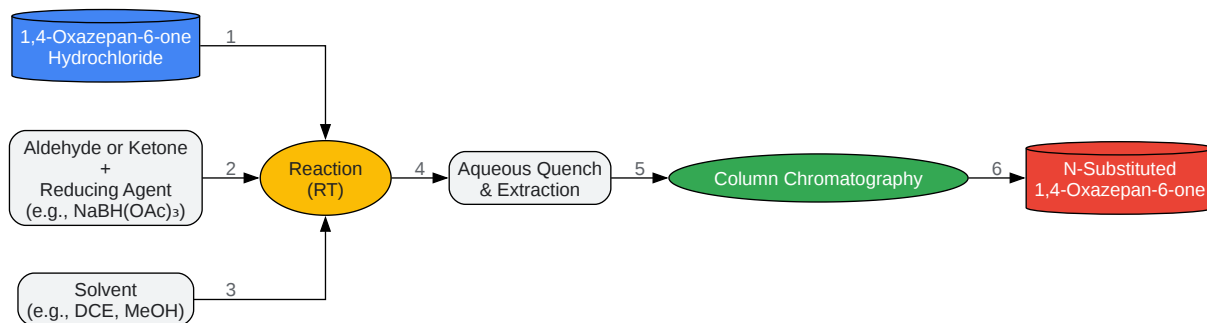 1,4-Oxazepan-6-one
Hydrochloride
1
Aldehyde or Ketone
+
Reducing Agent
(e.g., NaBH(OAc)₃)
2
Solvent
(e.g., DCE, MeOH)
3
Reaction
(RT)
4
Aqueous Quench
& Extraction
5
Column Chromatography
6
N-Substituted
1,4-Oxazepan-6-one